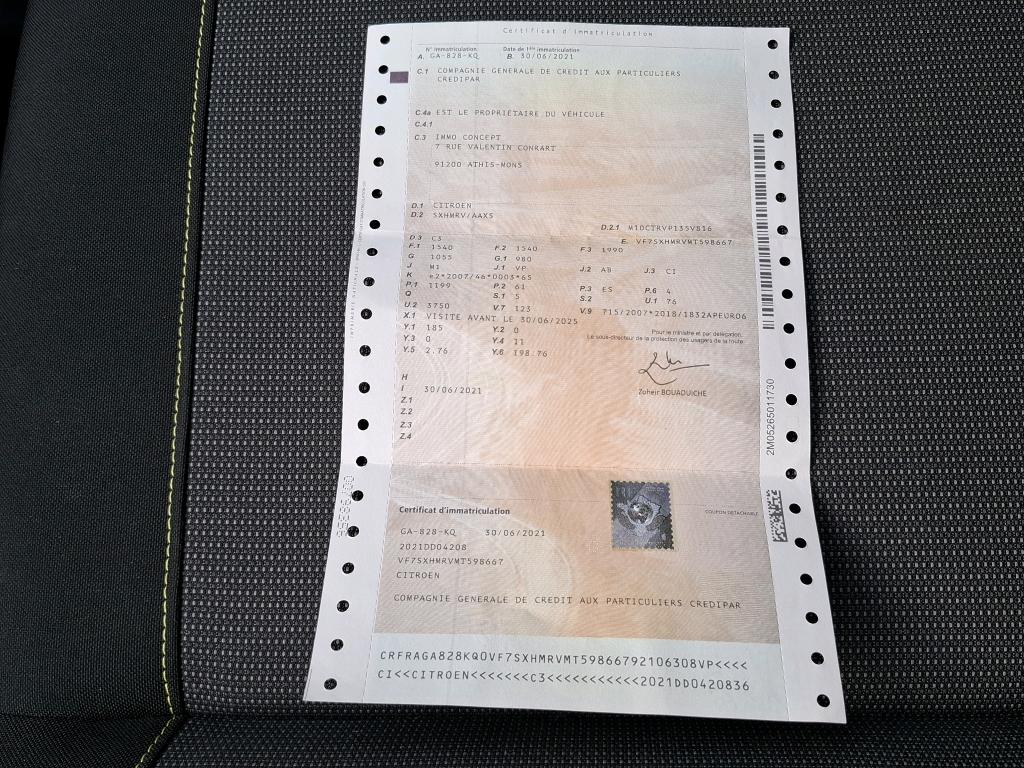 Certificat d'immatriculation
N° immatriculation Date de 1ère immatriculation
A. GA-828-KQ B. 30/06/2021
C.1 COMPAGNIE GENERALE DE CREDIT AUX PARTICULIERS
CREDIPAR
C.4a EST LE PROPRIÉTAIRE DU VÉHICULE
C.4.1
C.3 IMMO CONCEPT
7 RUE VALENTIN CONRART
91200 ATHIS-MONS
D.1 CITROEN
D.2 SXHMRV/AAXS
D.2.1 M10CTRVP135V816
D.3 C3 E. VF7SXHMRVMT598667
F.1 1540 F.2 1540 F.3 1990
G 1055 G.1 980
J M1 J.1 VP J.2 AB J.3 CI
K e2*2007/46*0003*65
P.1 1199 P.2 61 P.3 ES P.6 4
Q S.1 5 S.2 U.1 76
U.2 3750 V.7 123 V.9 715/2007*2018/1832APEURO6
X.1 VISITE AVANT LE 30/06/2025
Y.1 185 Y.2 0
Y.3 0 Y.4 11
Y.5 2.76 Y.6 198.76
Pour le ministre et par délégation,
Le sous-directeur de la protection des usagers de la route
Zoheir BOUAOUICHE
H
I 30/06/2021
Z.1
Z.2
Z.3
Z.4
2M05265011730
Certificat d'immatriculation
COUPON DÉTACHABLE
GA-828-KQ 30/06/2021
2021DD04208
VF7SXHMRVMT598667
CITROEN
COMPAGNIE GENERALE DE CREDIT AUX PARTICULIERS CREDIPAR
CRFRAGA828KQ0VF7SXHMRVMT59866792106308VP<<<<
CI<<CITROEN<<<<<<<C3<<<<<<<<<<<2021DD0420836